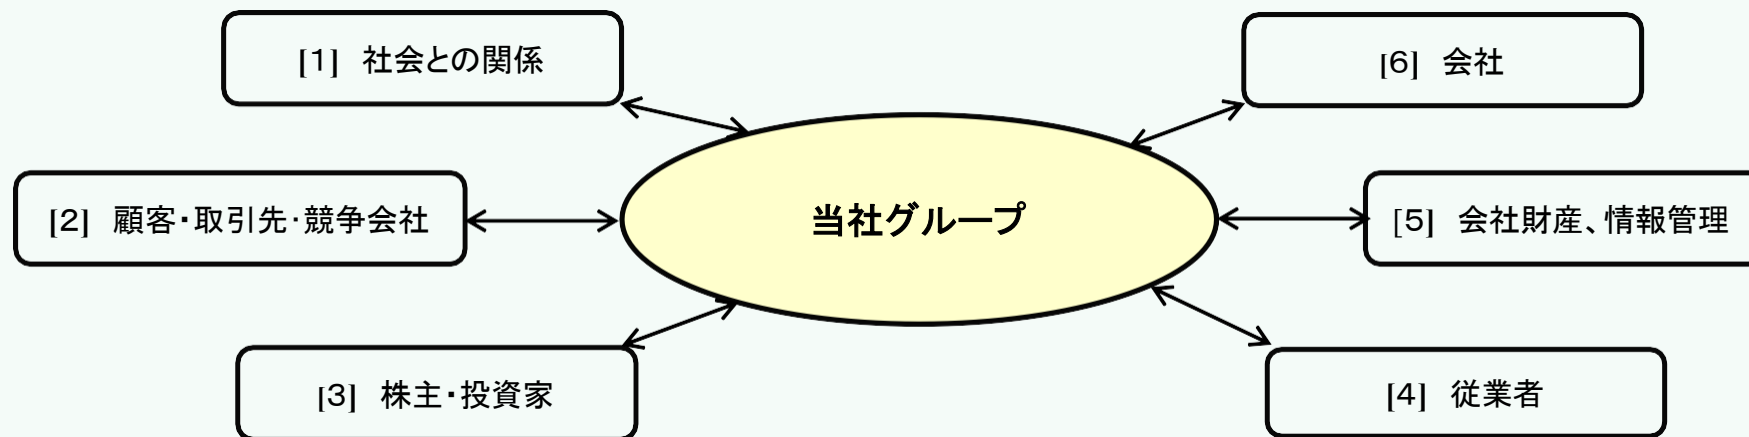 [1] 社会との関係
[6] 会社
[2] 顧客・取引先・競争会社
当社グループ
[5] 会社財産、情報管理
[3] 株主・投資家
[4] 従業者